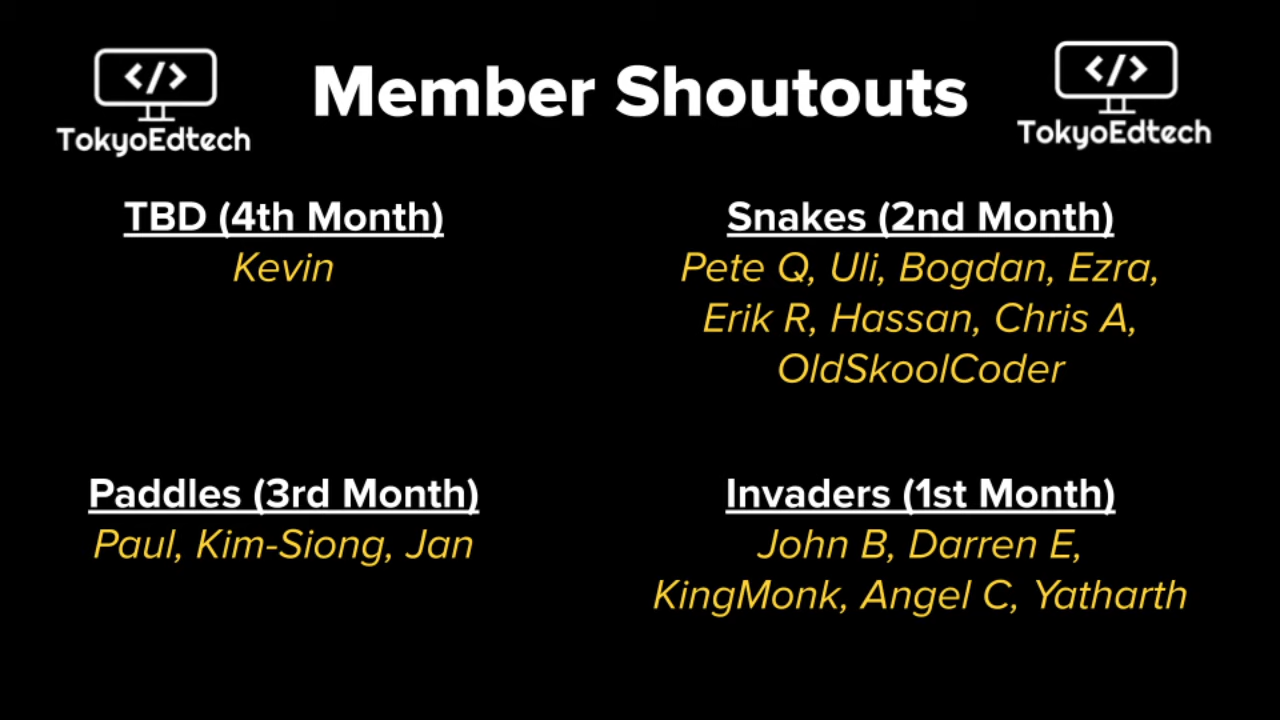 </>
TokyoEdtech
Member Shoutouts
</>
TokyoEdtech
TBD (4th Month)
Kevin
Snakes (2nd Month)
Pete Q, Uli, Bogdan, Ezra,
Erik R, Hassan, Chris A,
OldSkoolCoder
Paddles (3rd Month)
Paul, Kim-Siong, Jan
Invaders (1st Month)
John B, Darren E,
KingMonk, Angel C, Yatharth